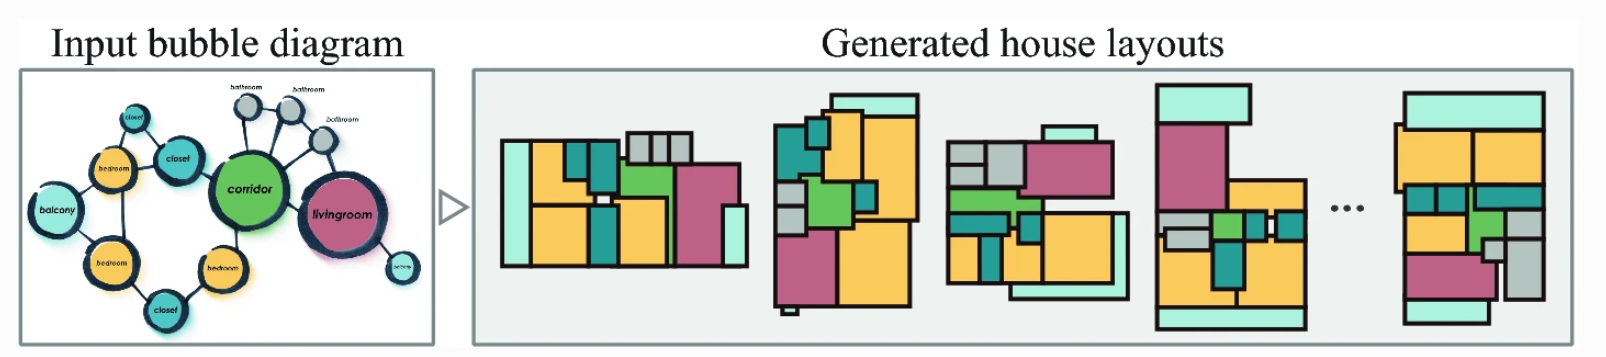 Input bubble diagram
Generated house layouts
bathroom
bathroom
bathroom
closet
closet
bedroom
corridor
balcony
livingroom
bedroom
bedroom
closet
...